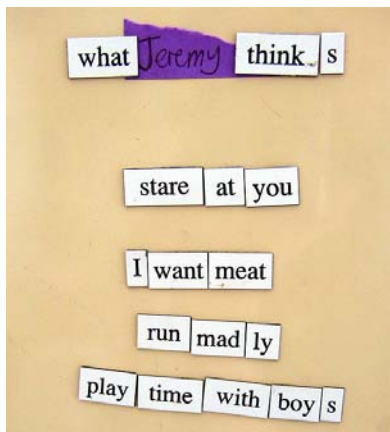 what Jeremy think s
stare at you
I want meat
run mad ly
play time with boy s